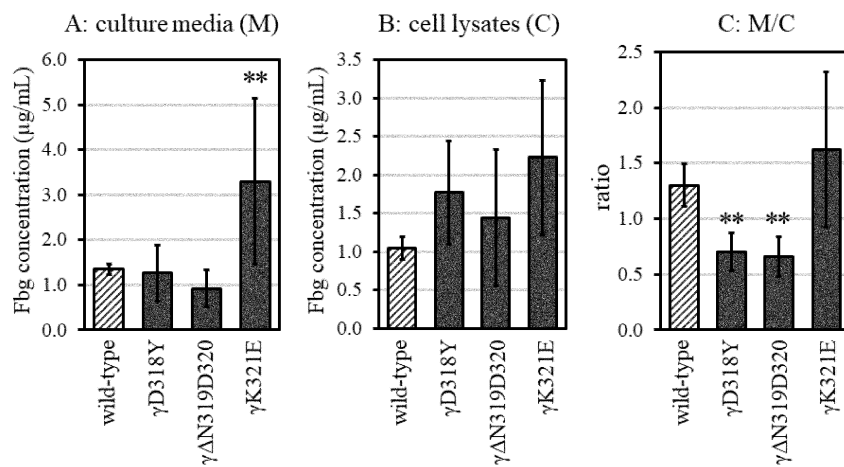 A: culture media (M)
Fbg concentration (µg/mL)
6.0
5.0
4.0
3.0
2.0
1.0
0.0
**
wild-type
γD318Y
γΔN319D320
γK321E
B: cell lysates (C)
Fbg concentration (µg/mL)
3.5
3.0
2.5
2.0
1.5
1.0
0.5
0.0
wild-type
γD318Y
γΔN319D320
γK321E
C: M/C
ratio
2.5
2.0
1.5
1.0
0.5
0.0
** **
wild-type
γD318Y
γΔN319D320
γK321E